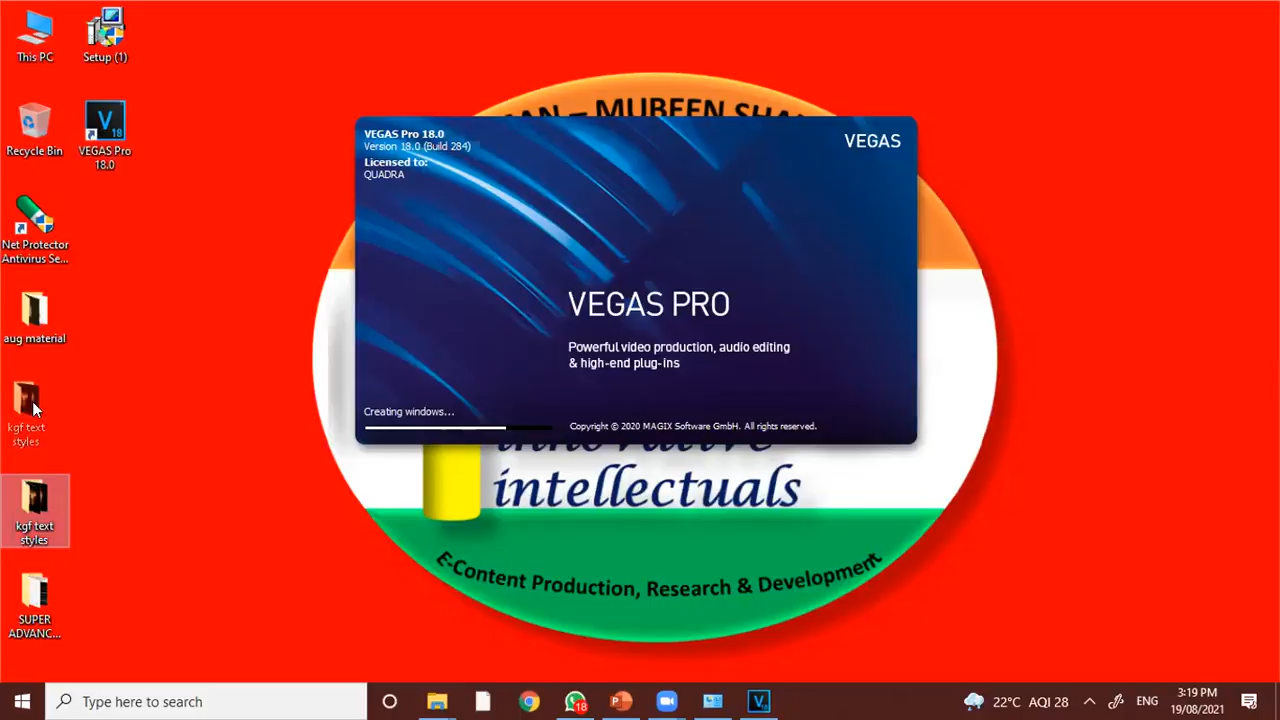 This PC
Setup (1)
Recycle Bin
VEGAS Pro
18.0
Net Protector
Antivirus Se...
aug material
kgf text
styles
kgf text
styles
SUPER
ADVANC...
– MUBEEN
VEGAS Pro 18.0
Version 18.0 (Build 284)
Licensed to:
QUADRA
VEGAS
VEGAS PRO
Powerful video production, audio editing
& high-end plug-ins
Creating windows...
Copyright © 2020 MAGIX Software GmbH. All rights reserved.
intellectuals
E-Content Production, Research & Development
Type here to search
18
V 18
22°C AQI 28
ENG
3:19 PM
19/08/2021